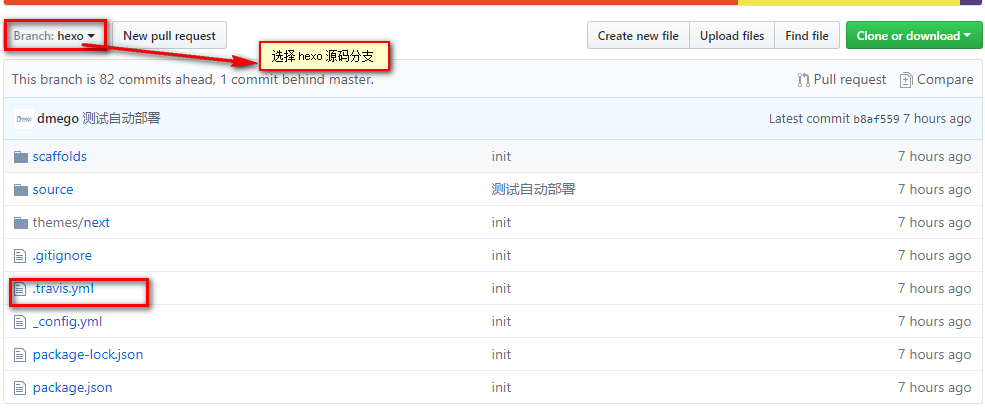 Branch: hexo
New pull request
Create new file
Upload files
Find file
Clone or download
选择 hexo 源码分支
This branch is 82 commits ahead, 1 commit behind master.
Pull request
Compare
dmego 测试自动部署
Latest commit b8af559 7 hours ago
scaffolds init 7 hours ago
source 测试自动部署 7 hours ago
themes/next init 7 hours ago
.gitignore init 7 hours ago
.travis.yml init 7 hours ago
_config.yml init 7 hours ago
package-lock.json init 7 hours ago
package.json init 7 hours ago